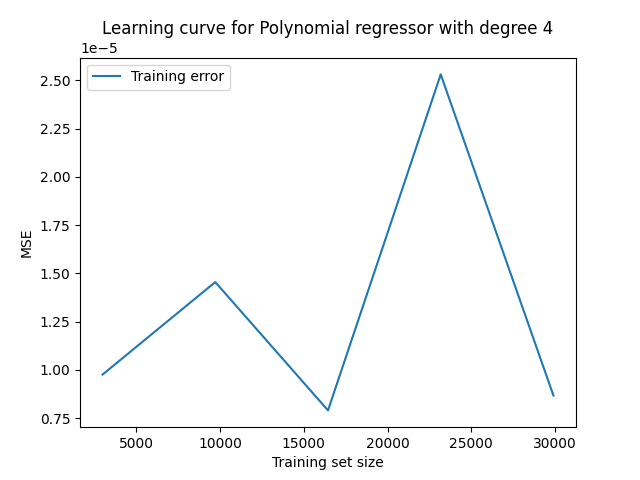 Learning curve for Polynomial regressor with degree 4
1e−5
Training error
2.50
2.25
2.00
1.75
1.50
1.25
1.00
0.75
MSE
5000 10000 15000 20000 25000 30000
Training set size